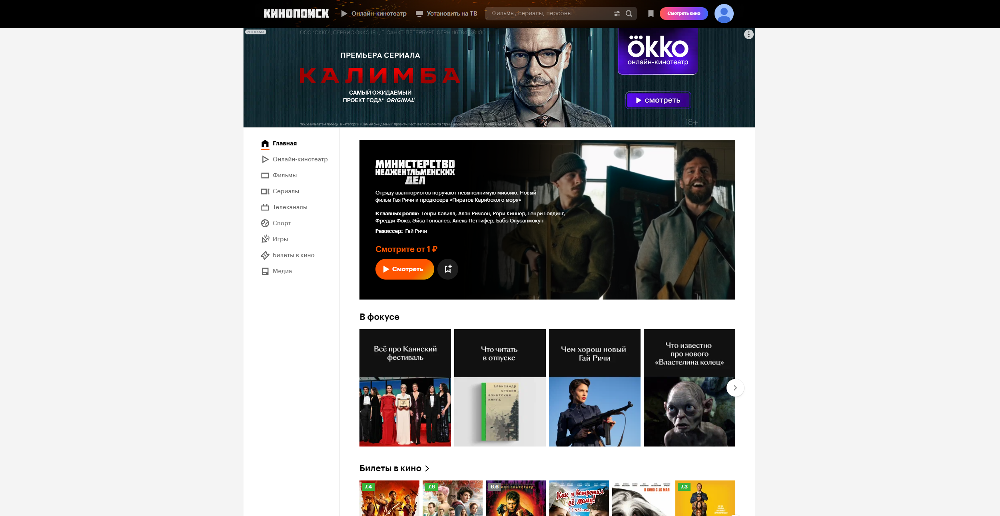 КИНОПОИСК
Онлайн-кинотеатр
Установить на ТВ
Фильмы, сериалы, персоны
Смотреть кино
РЕКЛАМА
ООО "ОККО", СЕРВИС ОККО 18+, Г. САНКТ-ПЕТЕРБУРГ, ОГРН 1167847381130
ПРЕМЬЕРА СЕРИАЛА
КАЛИМБА
САМЫЙ ОЖИДАЕМЫЙ
ПРОЕКТ ГОДА* ORIGINAL+
*по результатам победы в категории «Самый ожидаемый проект» Фестиваля контента стриминговых платформ Original+ за 2024 год
окко
онлайн-кинотеатр
смотреть
18+
Главная
Онлайн-кинотеатр
Фильмы
Сериалы
Телеканалы
Спорт
Игры
Билеты в кино
Медиа
МИНИСТЕРСТВО
НЕДЖЕНТЛЬМЕНСКИХ
ДЕЛ
Отряду авантюристов поручают невыполнимую миссию. Новый
фильм Гая Ричи и продюсера «Пиратов Карибского моря»
В главных ролях: Генри Кавилл, Алан Ричсон, Рори Киннер, Генри Голдинг,
Фредди Фокс, Эйса Гонсалес, Алекс Петтифер, Бабс Олусанмокун
Режиссер: Гай Ричи
Смотрите от 1 ₽
Смотреть
В фокусе
Всё про Каннский
фестиваль
Что читать
в отпуске
александр
стесин
азиатская
книга
Чем хорош новый
Гай Ричи
Что известно
про нового
«Властелина колец»
Билеты в кино
7.4
7.6
6.6
ИЛЛ СКАРСГАРД
Как я встретил
её маму!
С 9 МАЯ в кино
В КИНО С 16 МАЯ
7.3